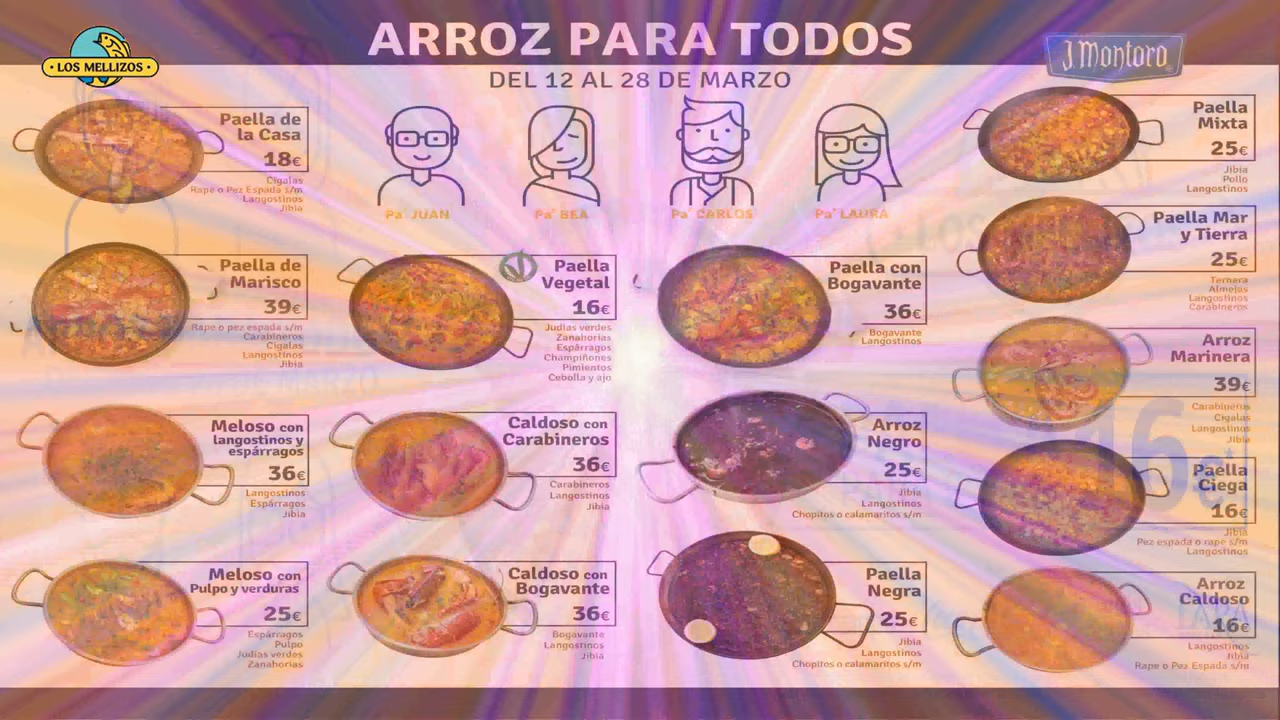 ARROZ PARA TODOS
DEL 12 AL 28 DE MARZO
· LOS MELLIZOS ·
J Montoro
Pa' JUAN
Pa' BEA
Pa' CARLOS
Pa' LAURA
Paella de
la Casa
18€
Cigalas
Rape o Pez Espada s/m
Langostinos
Jibia
Paella de
Marisco
39€
Rape o pez espada s/m
Carabineros
Cigalas
Langostinos
Jibia
Meloso con
langostinos y
espárragos
36€
Langostinos
Espárragos
Jibia
Meloso con
Pulpo y verduras
25€
Espárragos
Pulpo
Judías verdes
Zanahorias
Paella
Vegetal
16€
Judías verdes
Zanahorias
Espárragos
Champiñones
Pimientos
Cebolla y ajo
Caldoso con
Carabineros
36€
Carabineros
Langostinos
Jibia
Caldoso con
Bogavante
36€
Bogavante
Langostinos
Jibia
Paella con
Bogavante
36€
Bogavante
Langostinos
Arroz
Negro
25€
Jibia
Langostinos
Chopitos o calamaritos s/m
Paella
Negra
25€
Jibia
Langostinos
Chopitos o calamaritos s/m
Paella
Mixta
25€
Jibia
Pollo
Langostinos
Paella Mar
y Tierra
25€
Ternera
Almejas
Langostinos
Carabineros
Arroz
Marinera
39€
Carabineros
Cigalas
Langostinos
Jibia
Paella
Ciega
16€
Jibia
Pez espada o rape s/m
Langostinos
Arroz
Caldoso
16€
Langostinos
Jibia
Rape o Pez Espada s/m
16€